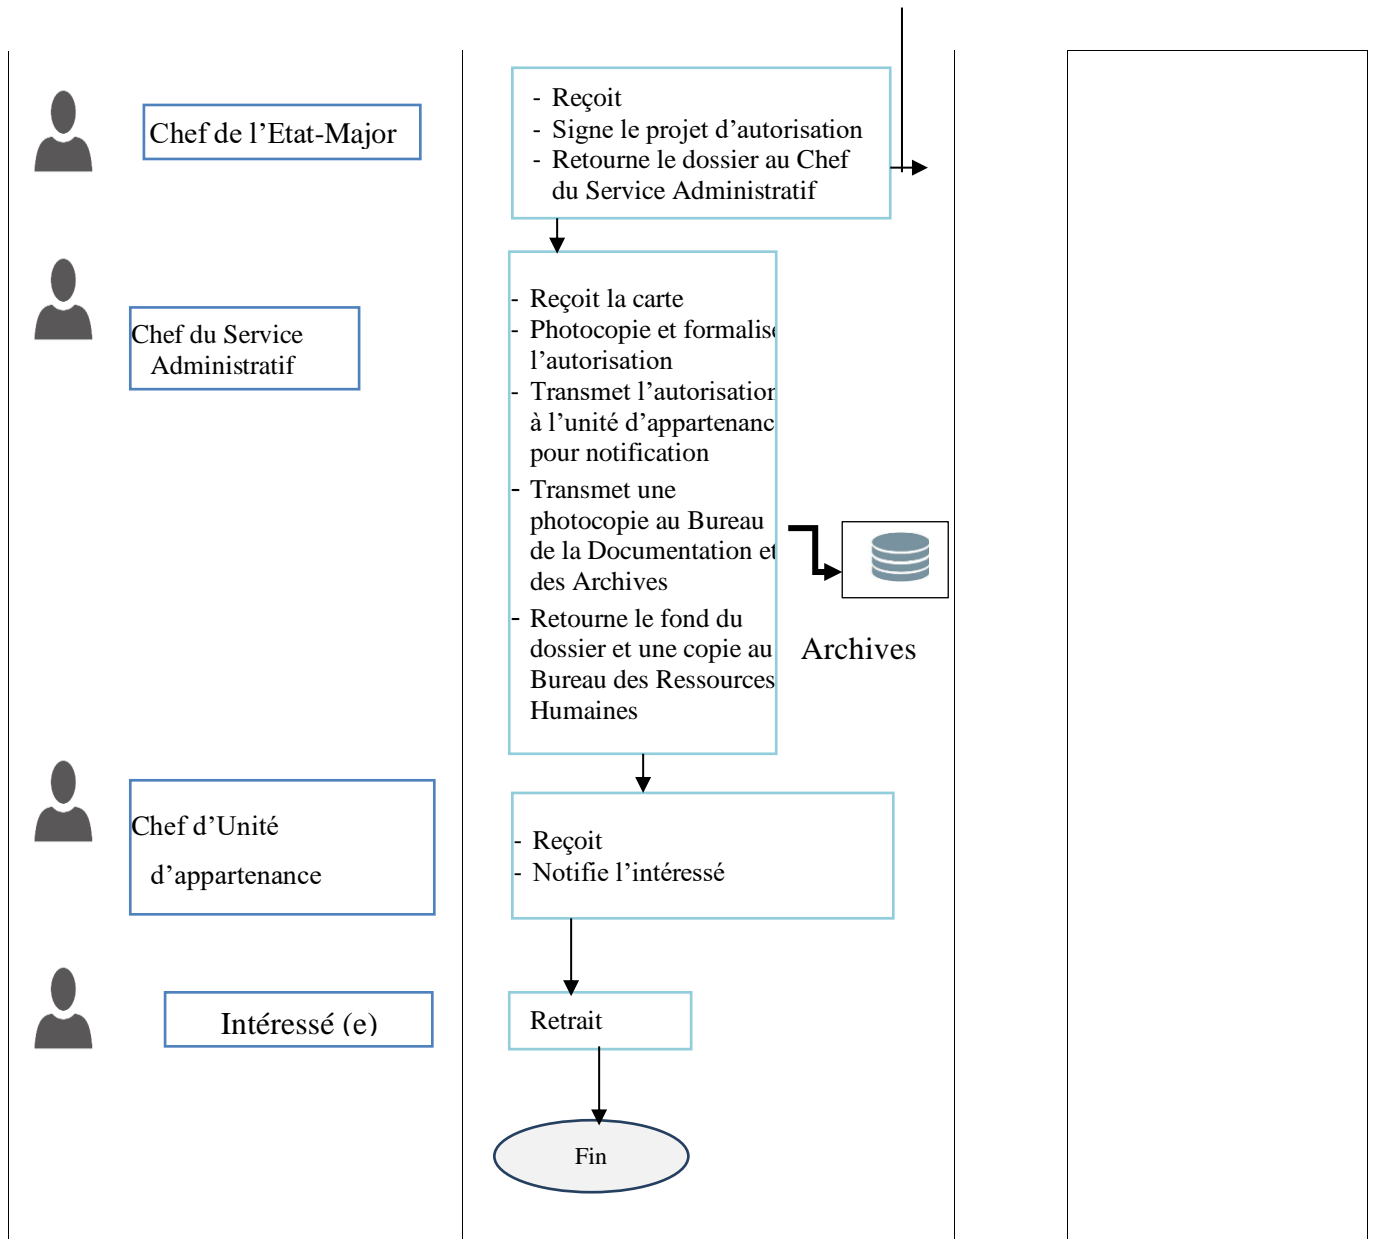 Chef de l'Etat-Major
- Reçoit
- Signe le projet d'autorisation
- Retourne le dossier au Chef
du Service Administratif
Chef du Service
Administratif
- Reçoit la carte
- Photocopie et formalise
l'autorisation
- Transmet l'autorisation
à l'unité d'appartenanc
pour notification
- Transmet une
photocopie au Bureau
de la Documentation et
des Archives
- Retourne le fond du
dossier et une copie au
Bureau des Ressources
Humaines
Archives
Chef d'Unité
d'appartenance
- Reçoit
- Notifie l'intéressé
Intéressé (e)
Retrait
Fin